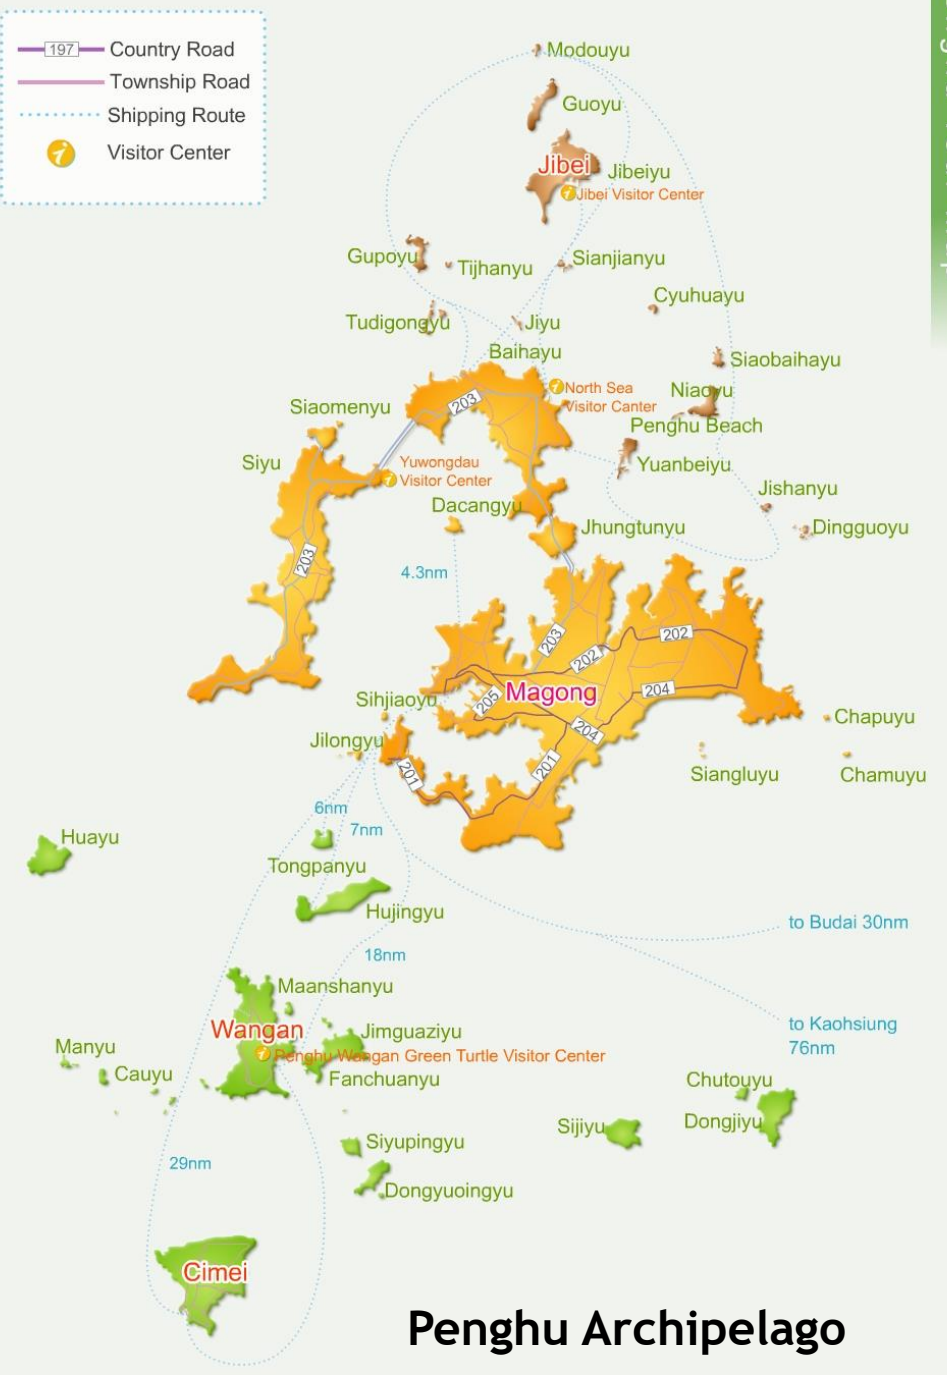 197 Country Road
Township Road
Shipping Route
Visitor Center
Modouyu
Guoyu
Jibei
Jibeiyu
Jibei Visitor Center
Gupoyu
Tijhanyu
Sianjianyu
Cyuhuayu
Tudigongyu
Jiyu
Baihayu
Siaobaihayu
North Sea
Visitor Canter
Niaoyu
203
Siaomenyu
Penghu Beach
Siyu
Yuwongdau
Visitor Center
Yuanbeiyu
Jishanyu
Dacangyu
Jhungtunyu
Dingguoyu
203
4.3nm
203
202
202
204
Magong
205
Sihjiaoyu
Jilongyu
204
Chapuyu
201
201
Siangluyu
Chamuyu
6nm
7nm
Huayu
Tongpanyu
Hujingyu
to Budai 30nm
18nm
Maanshanyu
Wangan
Jimguaziyu
to Kaohsiung
76nm
Manyu
Penghu Wangan Green Turtle Visitor Center
Cauyu
Fanchuanyu
Chutouyu
Dongjiyu
Sijiyu
Siyupingyu
29nm
Dongyuoingyu
Cimei
Penghu Archipelago